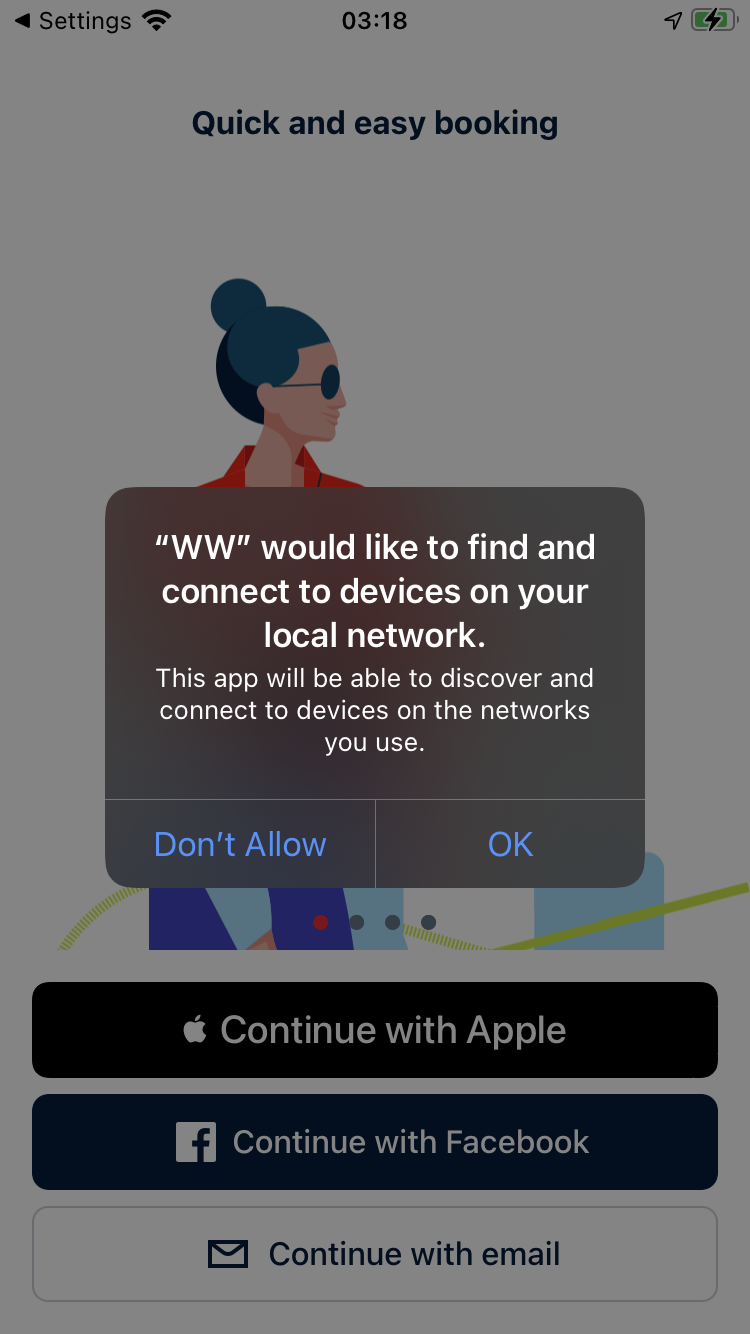 Settings 03:18
Quick and easy booking
“WW” would like to find and
connect to devices on your
local network.
This app will be able to discover and
connect to devices on the networks
you use.
Don’t Allow OK
Continue with Apple
Continue with Facebook
Continue with email